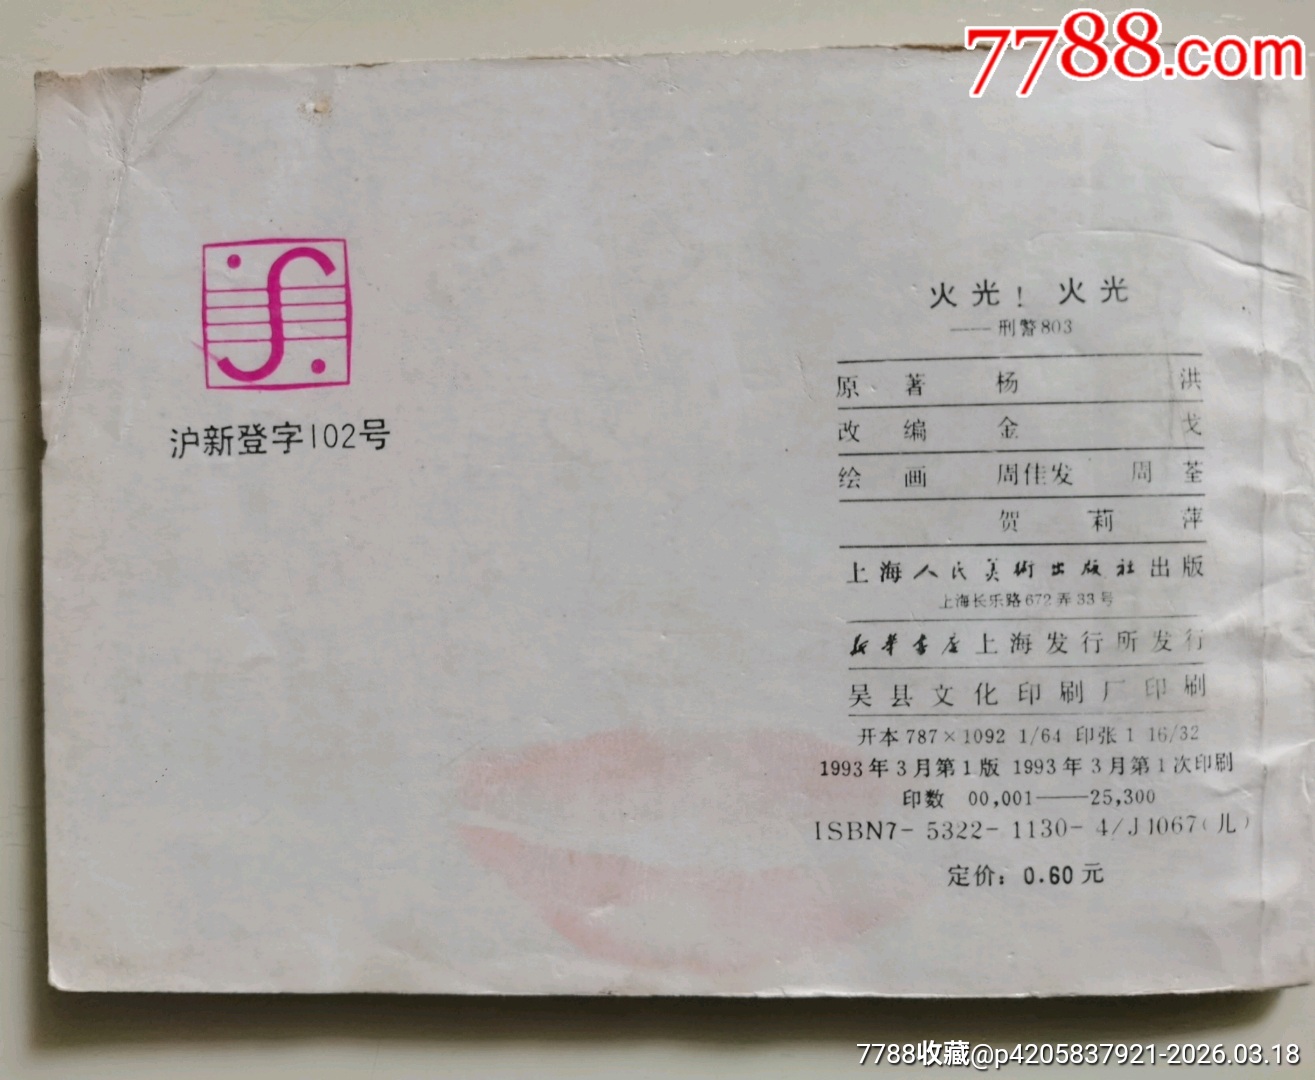 7788.com
沪新登字102号
火光！火光
——刑警803
原著 杨洪
改编 金戈
绘画 周佳发 周荃
贺莉萍
上海人民美術出版社出版
上海长乐路672弄33号
新华书店上海发行所发行
吴县文化印刷厂印刷
开本787×1092 1/64 印张1 16/32
1993年3月第1版 1993年3月第1次印刷
印数 00,001——25,300
ISBN7-5322-1130-4/J1067(儿)
定价：0.60元
7788收藏@p4205837921-2026.03.18